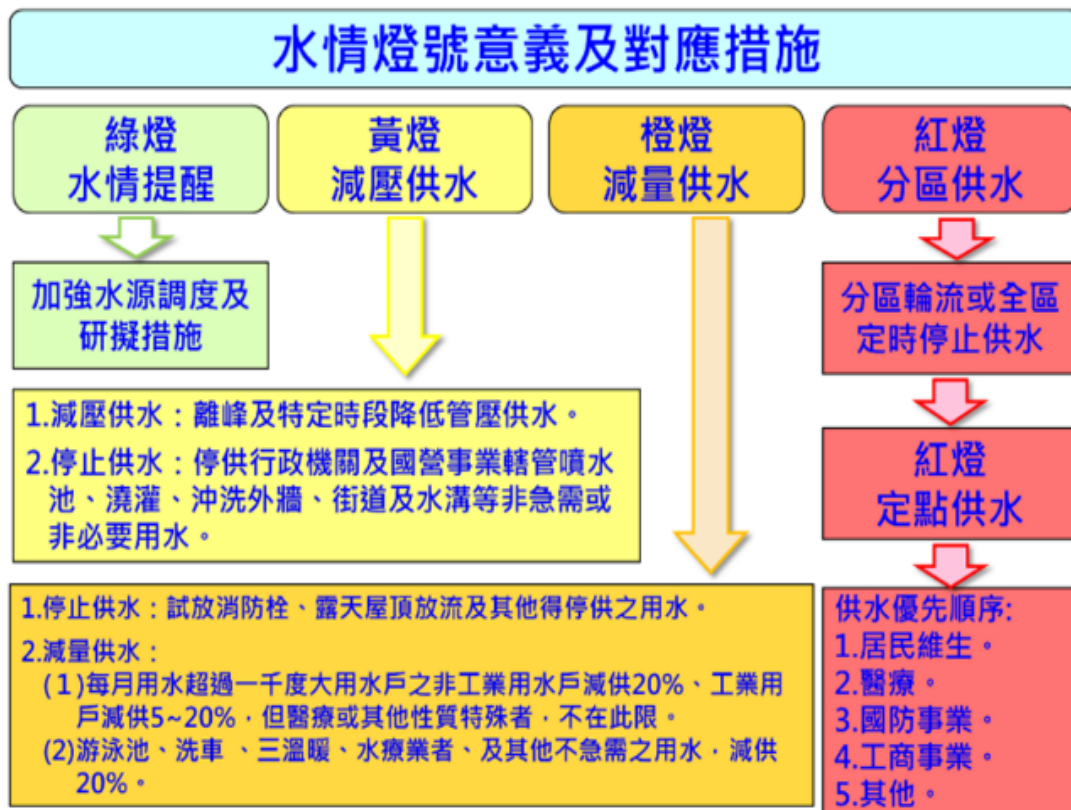 水情燈號意義及對應措施
綠燈
水情提醒
黃燈
減壓供水
橙燈
減量供水
紅燈
分區供水
加強水源調度及
研擬措施
分區輪流或全區
定時停止供水
1.減壓供水：離峰及特定時段降低管壓供水。
2.停止供水：停供行政機關及國營事業轄管噴水
池、澆灌、沖洗外牆、街道及水溝等非急需或
非必要用水。
紅燈
定點供水
1.停止供水：試放消防栓、露天屋頂放流及其他得停供之用水。
2.減量供水：
(1)每月用水超過一千度大用水戶之非工業用水戶減供20%、工業用
戶減供5~20%，但醫療或其他性質特殊者，不在此限。
(2)游泳池、洗車 、三溫暖、水療業者、及其他不急需之用水，減供
20%。
供水優先順序:
1.居民維生。
2.醫療。
3.國防事業。
4.工商事業。
5.其他。